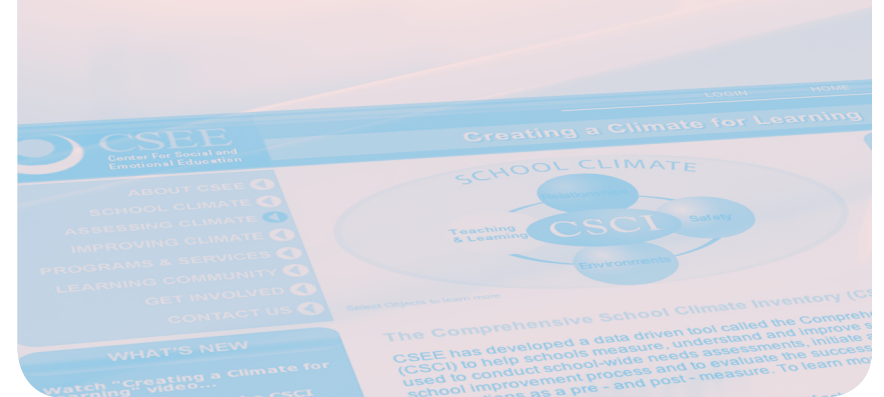 LOGIN
HOME
Creating a Climate for Learning
CSEE
Center For Social and
Emotional Education
ABOUT CSEE
SCHOOL CLIMATE
ASSESSING CLIMATE
IMPROVING CLIMATE
PROGRAMS & SERVICES
LEARNING COMMUNITY
GET INVOLVED
CONTACT US
SCHOOL CLIMATE
Relationships
Safety
CSCI
Teaching
& Learning
Environments
Select Objects to learn more
The Comprehensive School Climate Inventory
CSEE has developed a data driven tool called the
(CSCI) to help schools measure, understand and improve
used to conduct school-wide needs assessments, initiate
school improvement process and to evaluate the success
as a pre - and post - measure. To learn
WHAT'S NEW
Watch "Creating a Climate for
video...
CSCI